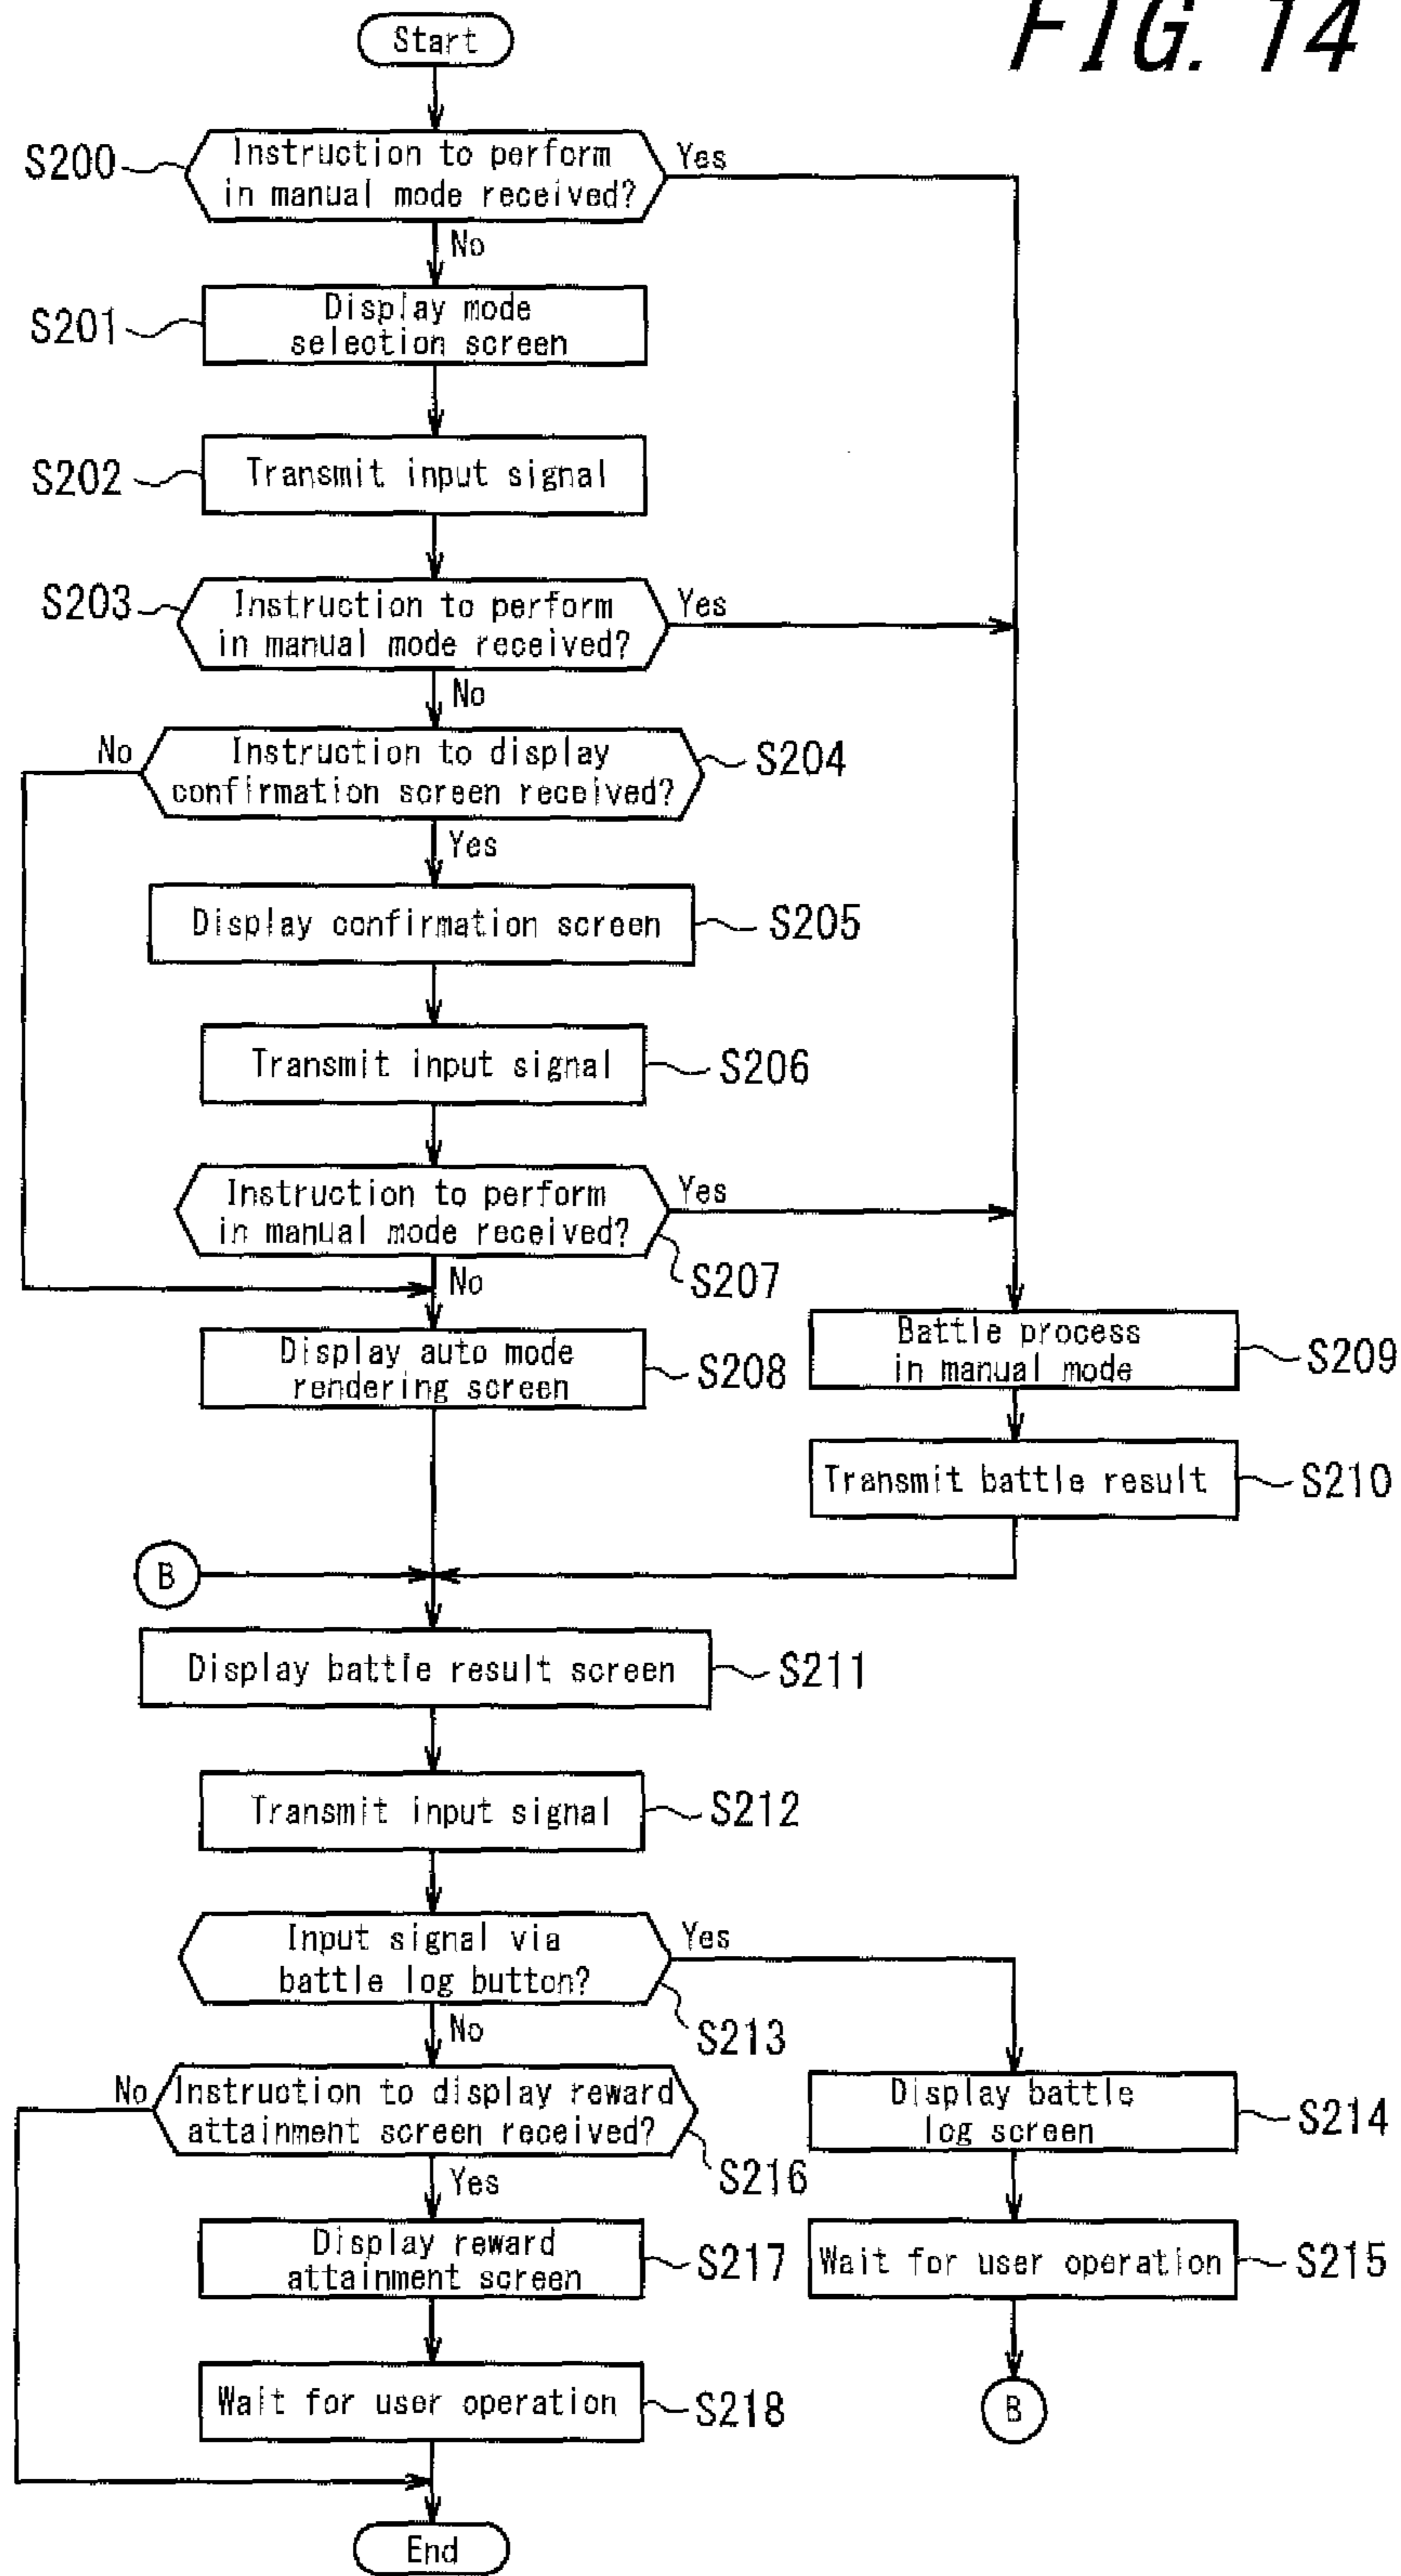 FIG. 14
Start
S200
Instruction to perform
in manual mode received?
Yes
No
S201
Display mode
selection screen
S202
Transmit input signal
S203
Instruction to perform
in manual mode received?
Yes
No
No
Instruction to display
confirmation screen received?
S204
Yes
Display confirmation screen
S205
Transmit input signal
S206
Instruction to perform
in manual mode received?
Yes
S207
No
Display auto mode
rendering screen
S208
Battle process
in manual mode
S209
Transmit battle result
S210
B
Display battle result screen
S211
Transmit input signal
S212
Input signal via
battle log button?
Yes
S213
No
No
Instruction to display reward
attainment screen received?
S216
Yes
Display battle
log screen
S214
Display reward
attainment screen
S217
Wait for user operation
S215
Wait for user operation
S218
B
End